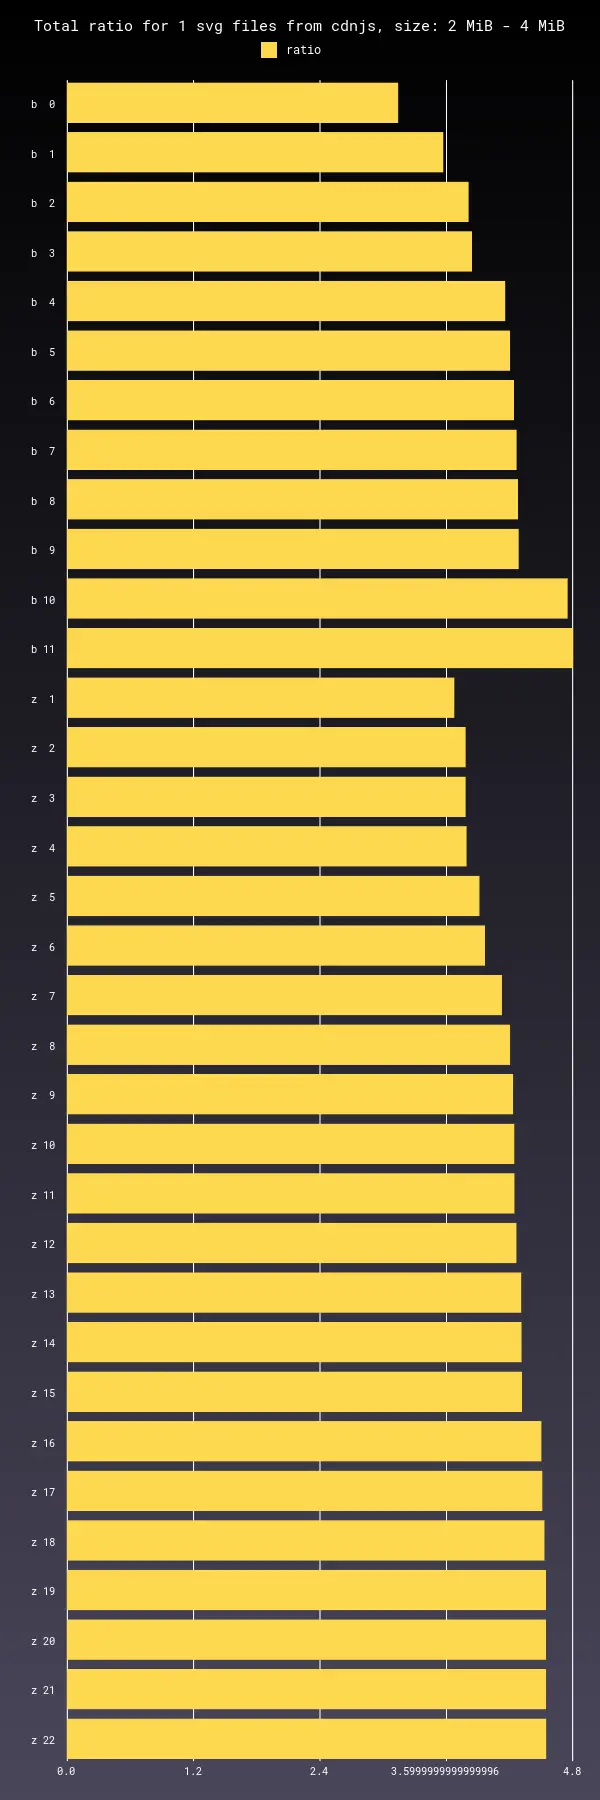 Total ratio for 1 svg files from cdnjs, size: 2 MiB - 4 MiB
ratio
b 0
b 1
b 2
b 3
b 4
b 5
b 6
b 7
b 8
b 9
b 10
b 11
z 1
z 2
z 3
z 4
z 5
z 6
z 7
z 8
z 9
z 10
z 11
z 12
z 13
z 14
z 15
z 16
z 17
z 18
z 19
z 20
z 21
z 22
0.0 1.2 2.4 3.5999999999999996 4.8